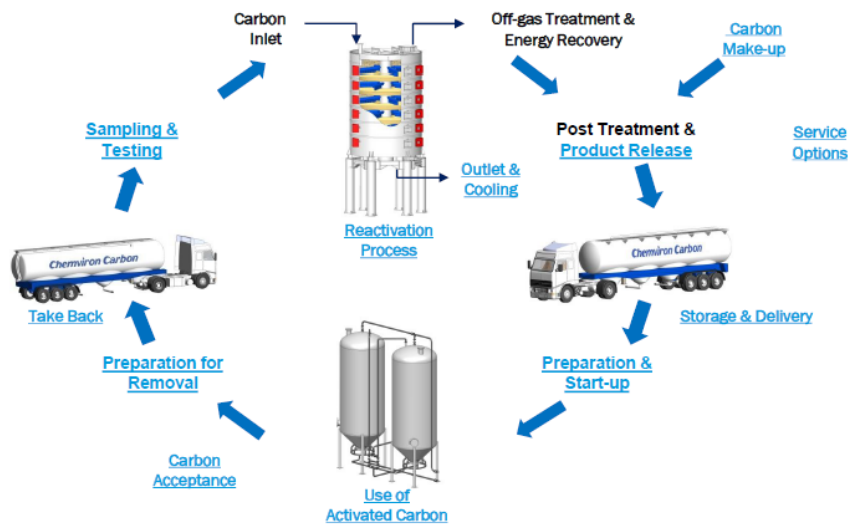 Carbon
Inlet
Off-gas Treatment &
Energy Recovery
Carbon
Make-up
Sampling &
Testing
Post Treatment &
Product Release
Service
Options
Outlet &
Cooling
Reactivation
Process
Chemviron Carbon
Chemviron Carbon
Take Back
Storage & Delivery
Preparation for
Removal
Preparation &
Start-up
Carbon
Acceptance
Use of
Activated Carbon